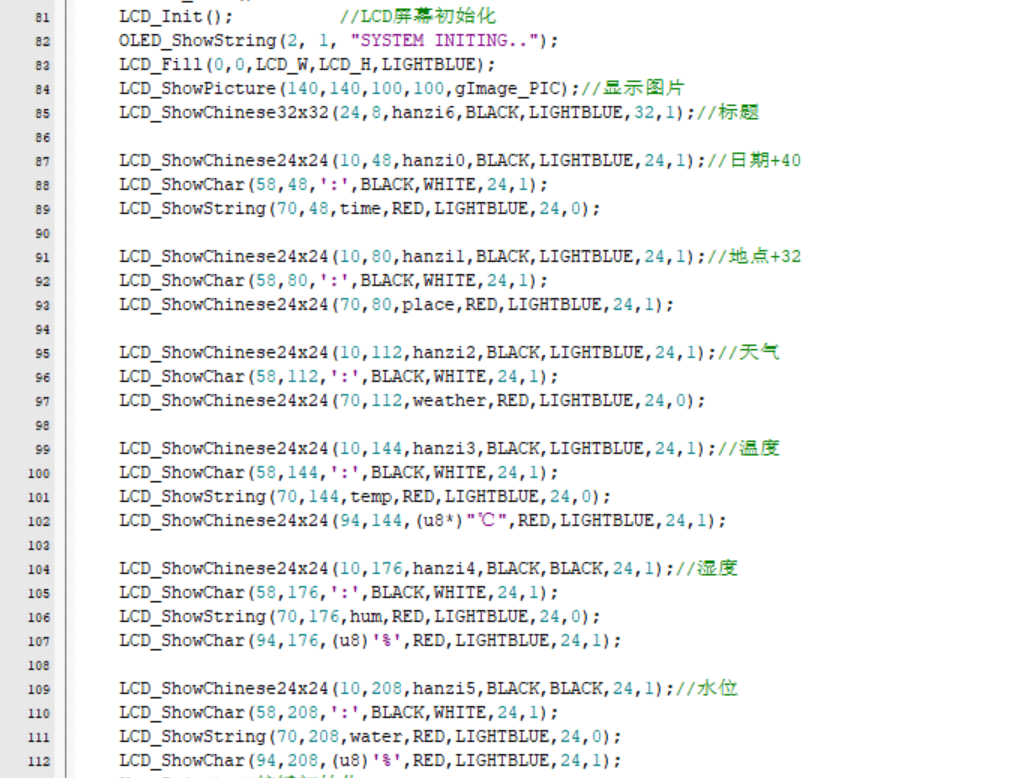 81 LCD_Init(); //LCD屏幕初始化
82 OLED_ShowString(2, 1, "SYSTEM INITING..");
83 LCD_Fill(0,0,LCD_W,LCD_H,LIGHTBLUE);
84 LCD_ShowPicture(140,140,100,100,gImage_PIC);//显示图片
85 LCD_ShowChinese32x32(24,8,hanzi6,BLACK,LIGHTBLUE,32,1);//标题
86
87 LCD_ShowChinese24x24(10,48,hanzi0,BLACK,LIGHTBLUE,24,1);//日期+40
88 LCD_ShowChar(58,48,':',BLACK,WHITE,24,1);
89 LCD_ShowString(70,48,time,RED,LIGHTBLUE,24,0);
90
91 LCD_ShowChinese24x24(10,80,hanzi1,BLACK,LIGHTBLUE,24,1);//地点+32
92 LCD_ShowChar(58,80,':',BLACK,WHITE,24,1);
93 LCD_ShowChinese24x24(70,80,place,RED,LIGHTBLUE,24,1);
94
95 LCD_ShowChinese24x24(10,112,hanzi2,BLACK,LIGHTBLUE,24,1);//天气
96 LCD_ShowChar(58,112,':',BLACK,WHITE,24,1);
97 LCD_ShowChinese24x24(70,112,weather,RED,LIGHTBLUE,24,0);
98
99 LCD_ShowChinese24x24(10,144,hanzi3,BLACK,LIGHTBLUE,24,1);//温度
100 LCD_ShowChar(58,144,':',BLACK,WHITE,24,1);
101 LCD_ShowString(70,144,temp,RED,LIGHTBLUE,24,0);
102 LCD_ShowChinese24x24(94,144,(u8*)"℃",RED,LIGHTBLUE,24,1);
103
104 LCD_ShowChinese24x24(10,176,hanzi4,BLACK,BLACK,24,1);//湿度
105 LCD_ShowChar(58,176,':',BLACK,WHITE,24,1);
106 LCD_ShowString(70,176,hum,RED,LIGHTBLUE,24,0);
107 LCD_ShowChar(94,176,(u8)'%',RED,LIGHTBLUE,24,1);
108
109 LCD_ShowChinese24x24(10,208,hanzi5,BLACK,BLACK,24,1);//水位
110 LCD_ShowChar(58,208,':',BLACK,WHITE,24,1);
111 LCD_ShowString(70,208,water,RED,LIGHTBLUE,24,0);
112 LCD_ShowChar(94,208,(u8)'%',RED,LIGHTBLUE,24,1);